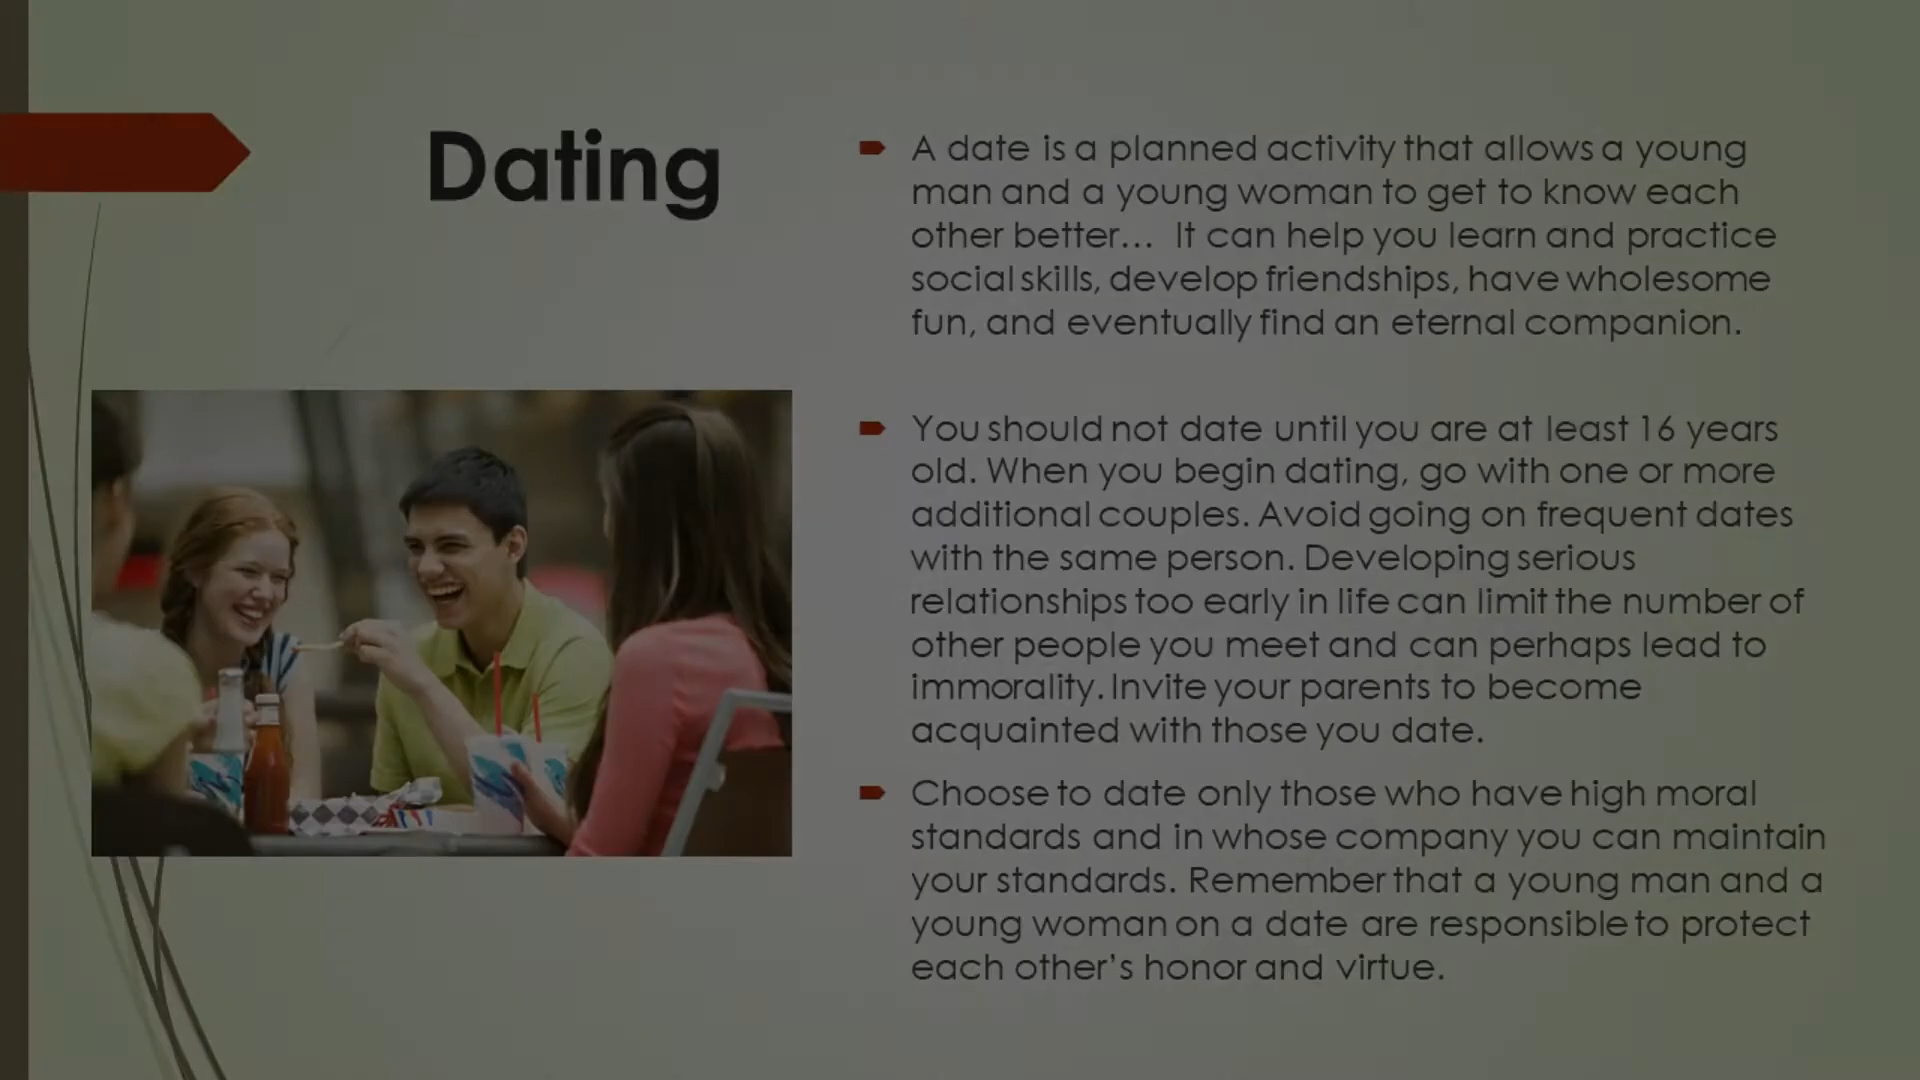 Dating
A date is a planned activity that allows a young
man and a young woman to get to know each
other better... It can help you learn and practice
social skills, develop friendships, have wholesome
fun, and eventually find an eternal companion.
You should not date until you are at least 16 years
old. When you begin dating, go with one or more
additional couples. Avoid going on frequent dates
with the same person. Developing serious
relationships too early in life can limit the number of
other people you meet and can perhaps lead to
immorality. Invite your parents to become
acquainted with those you date.
Choose to date only those who have high moral
standards and in whose company you can maintain
your standards. Remember that a young man and a
young woman on a date are responsible to protect
each other’s honor and virtue.